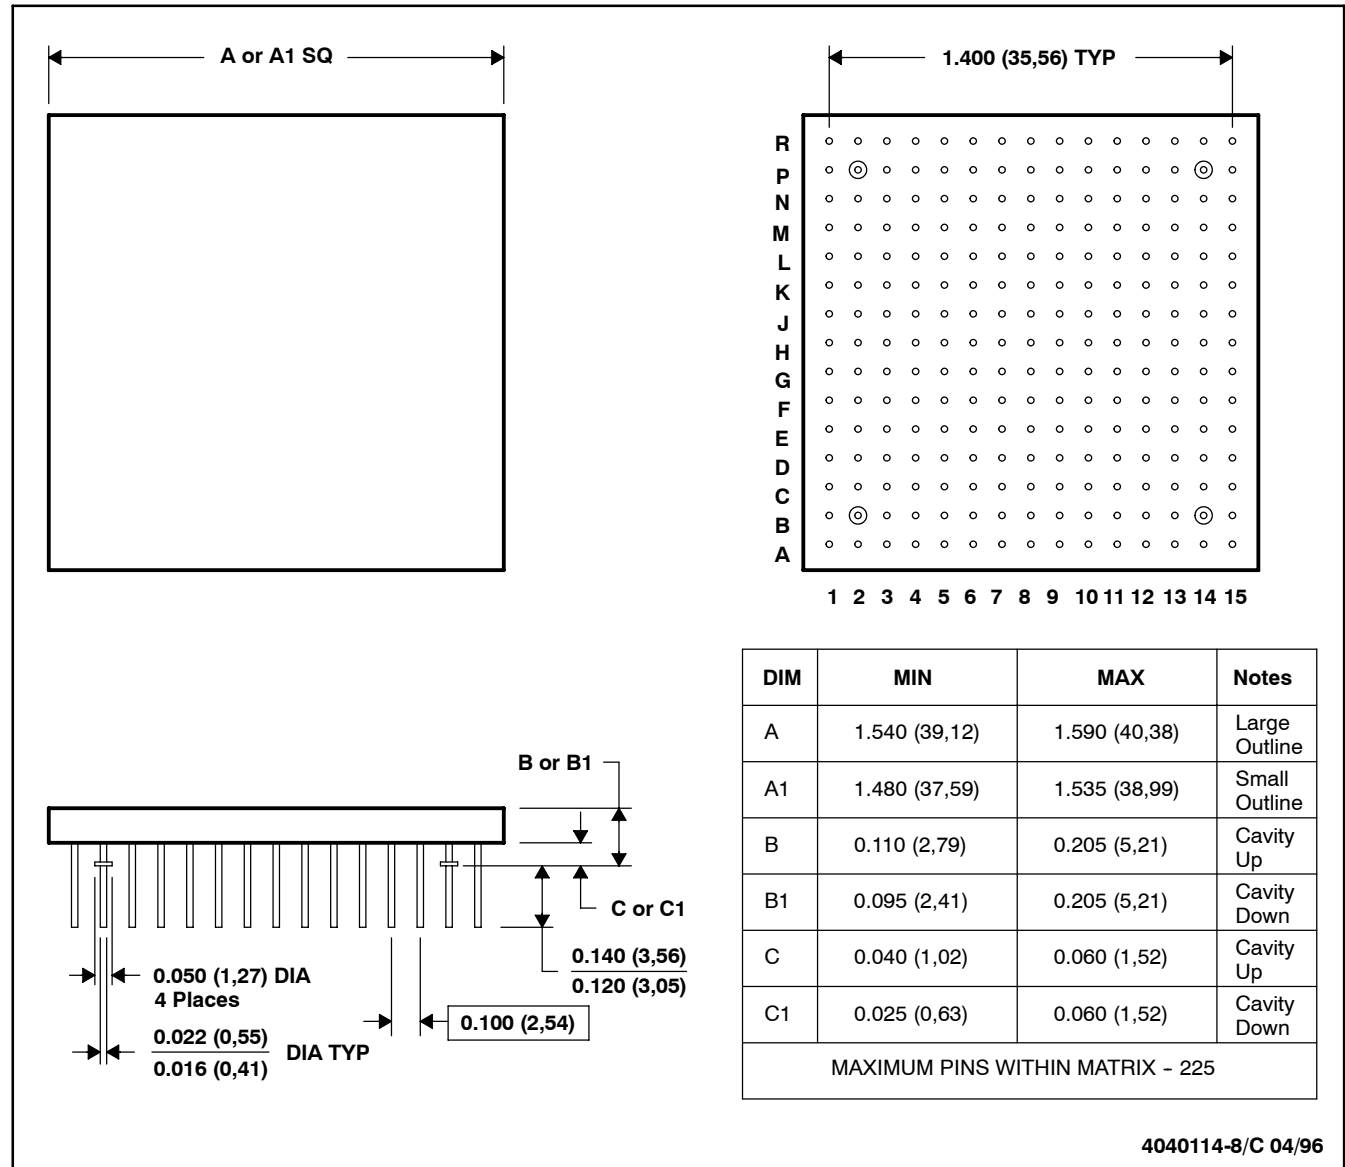 A or A1 SQ
1.400 (35,56) TYP
R
P
N
M
L
K
J
H
G
F
E
D
C
B
A
1 2 3 4 5 6 7 8 9 10 11 12 13 14 15
B or B1
C or C1
0.140 (3,56)
0.120 (3,05)
0.050 (1,27) DIA
4 Places
0.100 (2,54)
0.022 (0,55)
0.016 (0,41)
DIA TYP
DIM MIN MAX Notes
A 1.540 (39,12) 1.590 (40,38) Large Outline
A1 1.480 (37,59) 1.535 (38,99) Small Outline
B 0.110 (2,79) 0.205 (5,21) Cavity Up
B1 0.095 (2,41) 0.205 (5,21) Cavity Down
C 0.040 (1,02) 0.060 (1,52) Cavity Up
C1 0.025 (0,63) 0.060 (1,52) Cavity Down
MAXIMUM PINS WITHIN MATRIX - 225
4040114-8/C 04/96